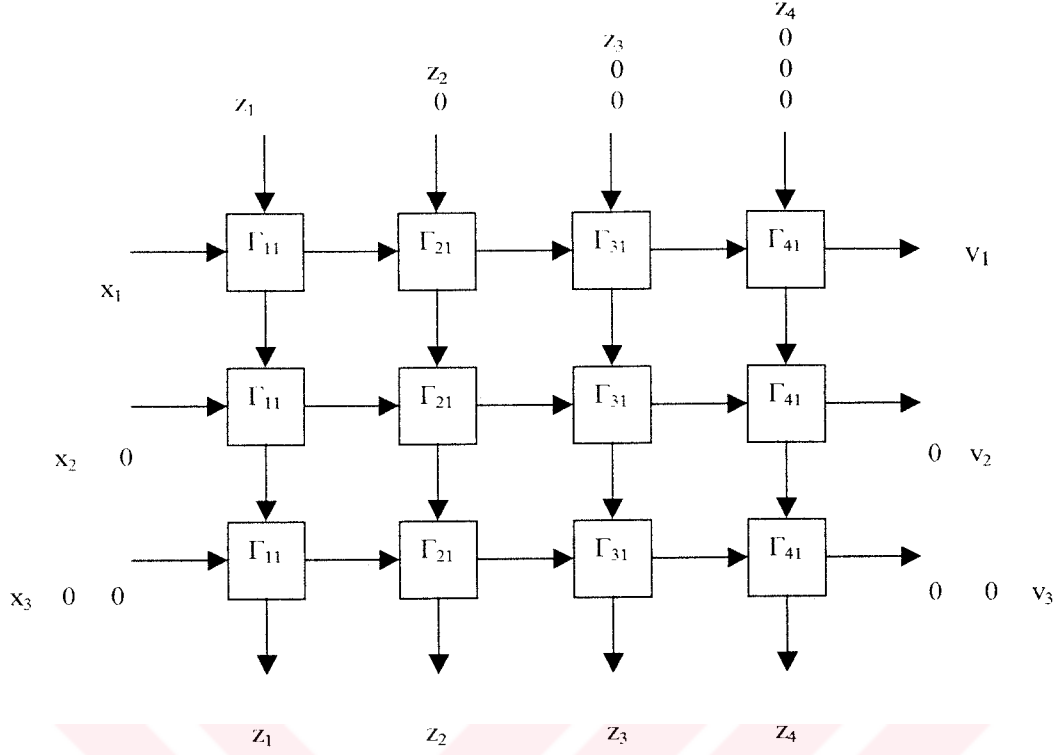 z₄
z₃ 0
z₂ 0 0
z₁ 0 0 0
Γ₁₁ Γ₂₁ Γ₃₁ Γ₄₁ v₁
x₁
Γ₁₁ Γ₂₁ Γ₃₁ Γ₄₁
x₂ 0 0 v₂
Γ₁₁ Γ₂₁ Γ₃₁ Γ₄₁
x₃ 0 0 0 0 v₃
z₁ z₂ z₃ z₄